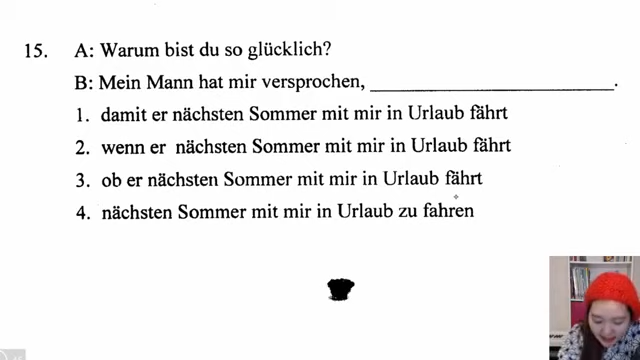 15. A: Warum bist du so glücklich?
B: Mein Mann hat mir versprochen, ______________________.
1. damit er nächsten Sommer mit mir in Urlaub fährt
2. wenn er nächsten Sommer mit mir in Urlaub fährt
3. ob er nächsten Sommer mit mir in Urlaub fährt
4. nächsten Sommer mit mir in Urlaub zu fahren